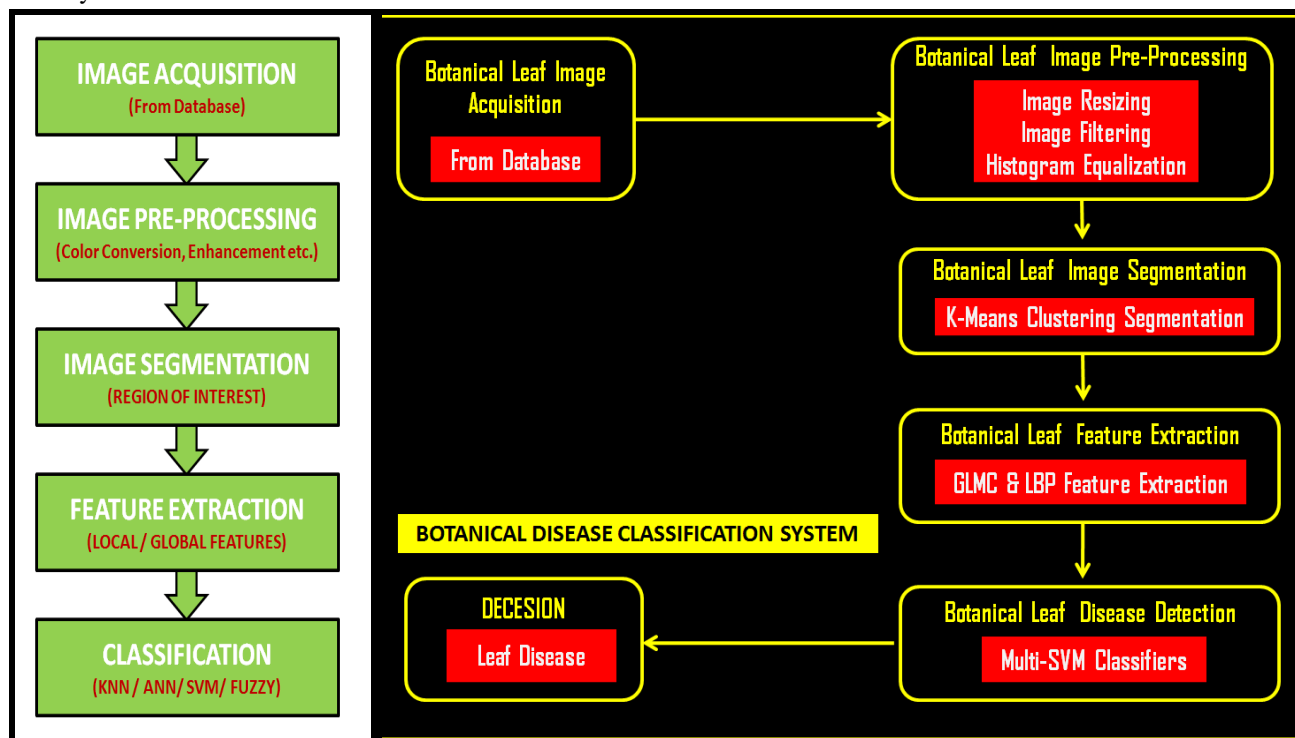 IMAGE ACQUISITION
(From Database)
IMAGE PRE-PROCESSING
(Color Conversion, Enhancement etc.)
IMAGE SEGMENTATION
(REGION OF INTEREST)
FEATURE EXTRACTION
(LOCAL / GLOBAL FEATURES)
CLASSIFICATION
(KNN / ANN/ SVM/ FUZZY)
Botanical Leaf Image
Acquisition
From Database
Botanical Leaf Image Pre-Processing
Image Resizing
Image Filtering
Histogram Equalization
Botanical Leaf Image Segmentation
K-Means Clustering Segmentation
Botanical Leaf Feature Extraction
GLMC & LBP Feature Extraction
BOTANICAL DISEASE CLASSIFICATION SYSTEM
Botanical Leaf Disease Detection
Multi-SVM Classifiers
DECESION
Leaf Disease